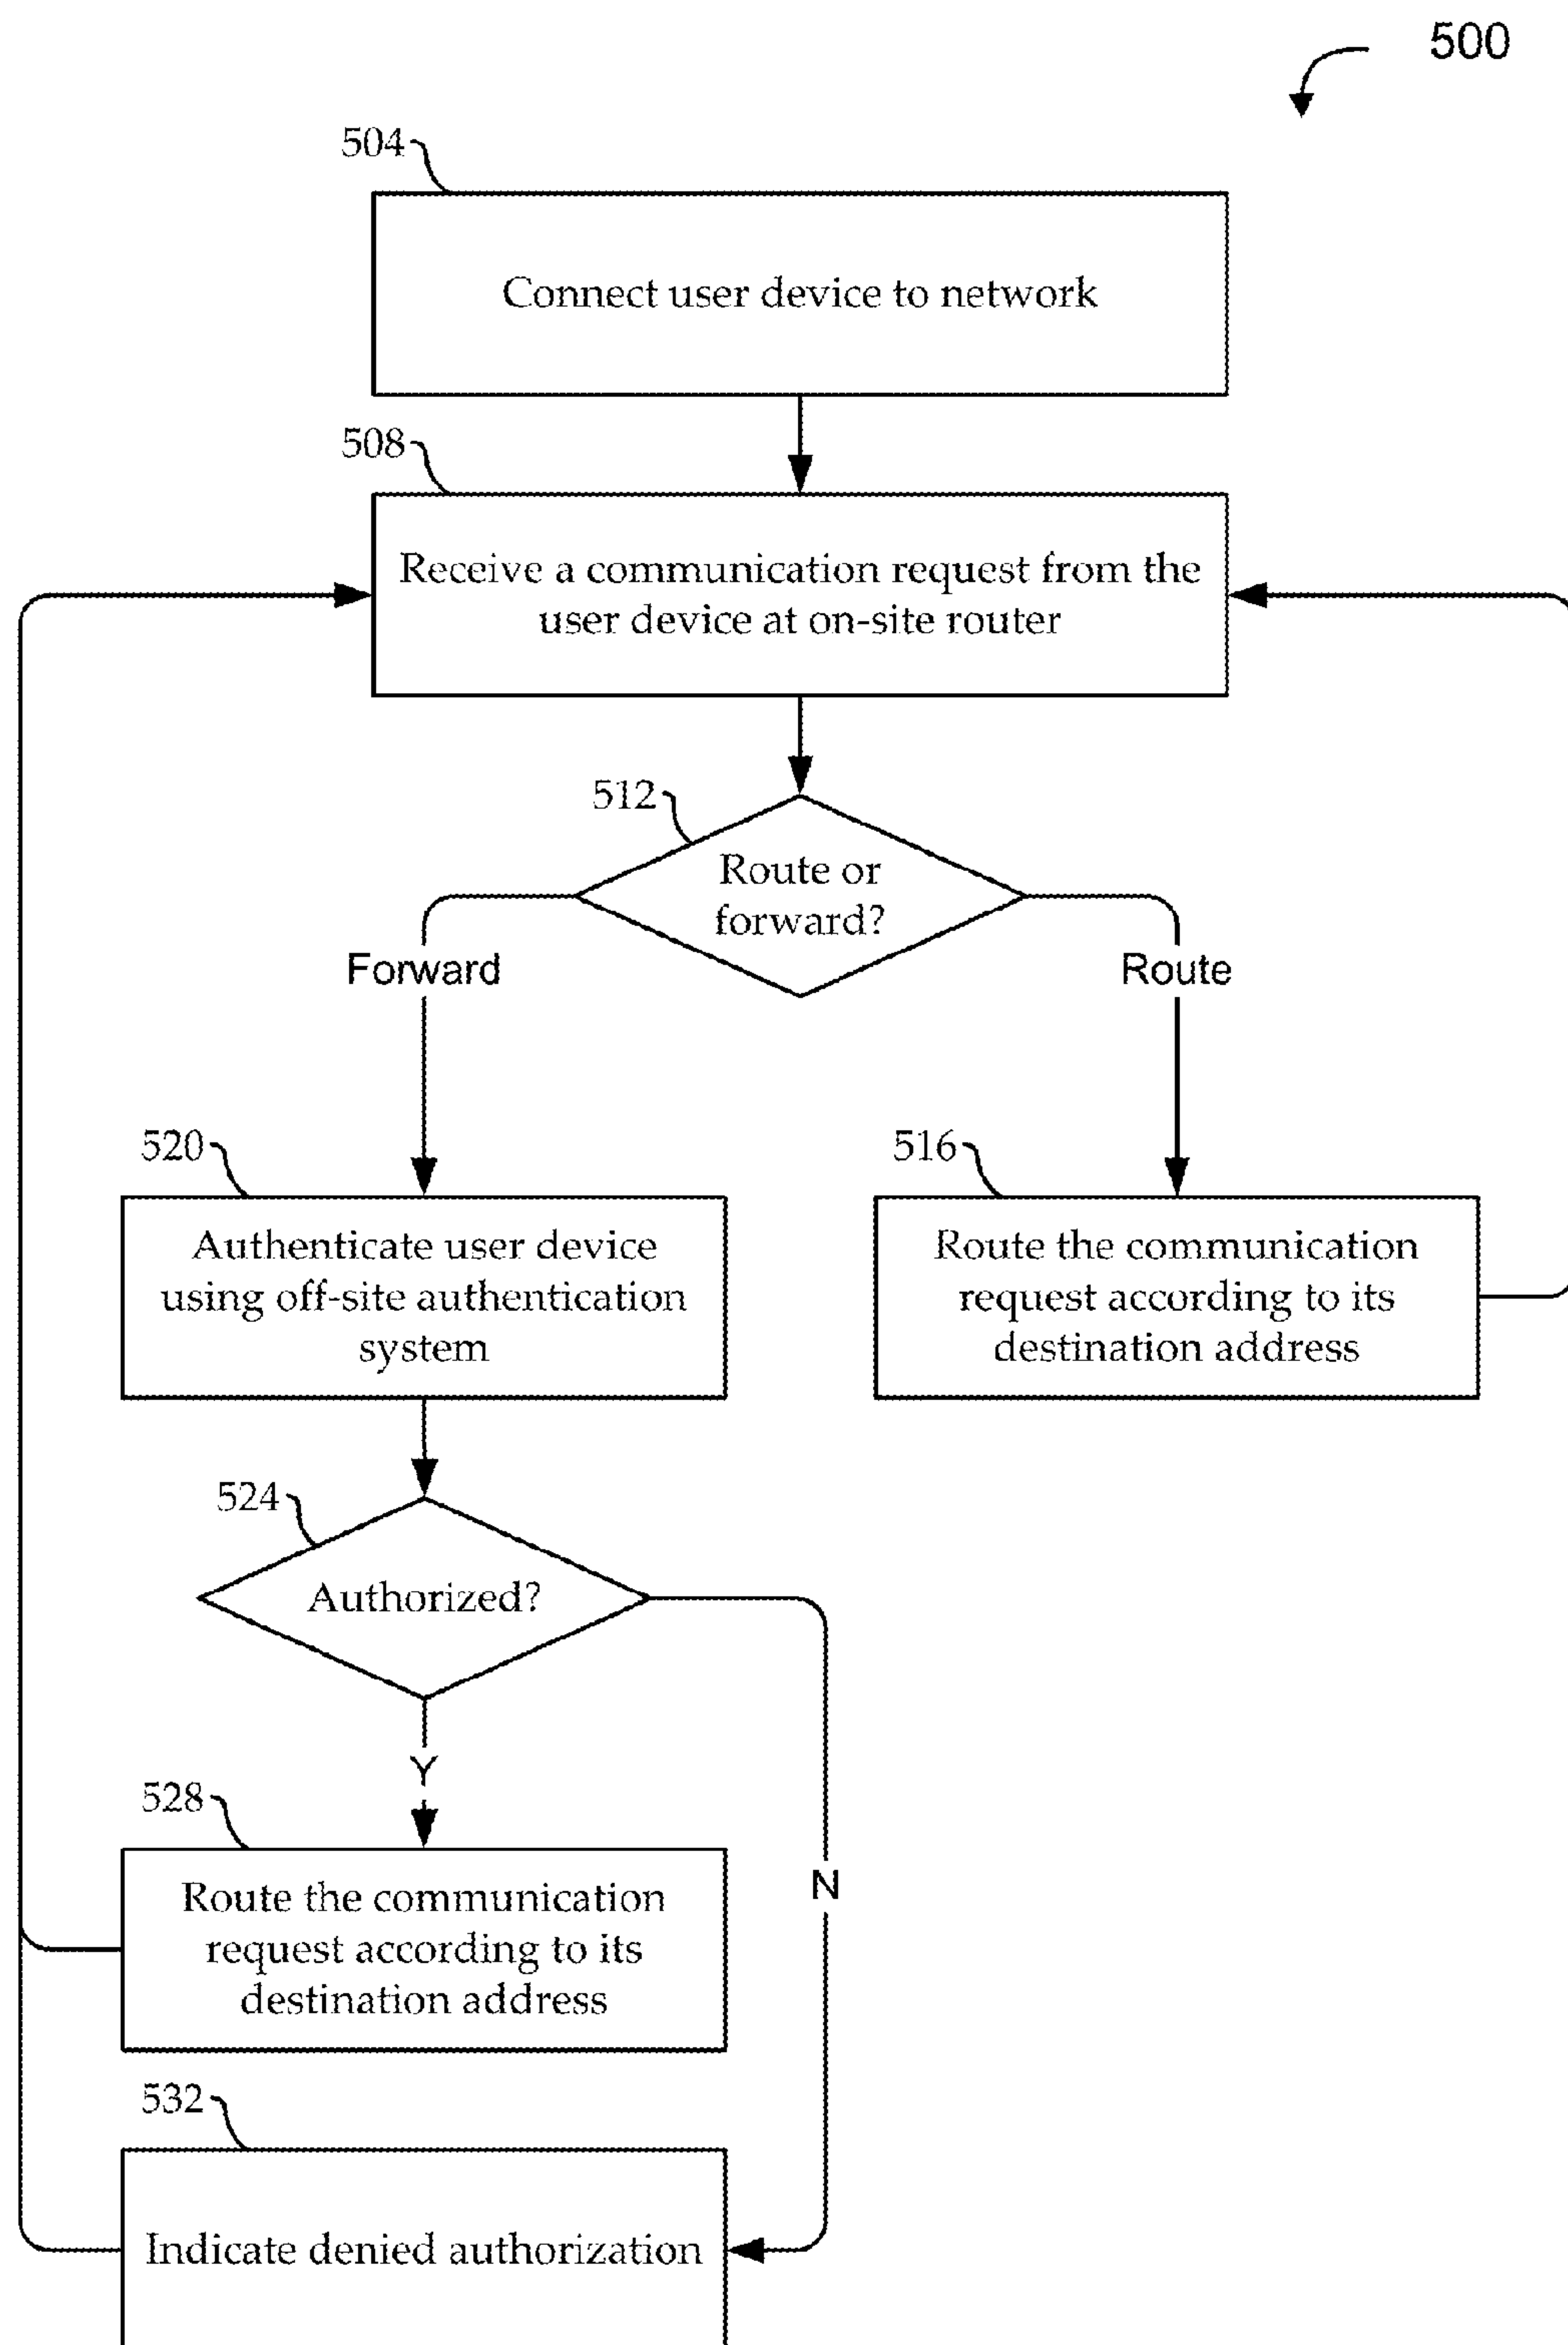 500
504
Connect user device to network
508
Receive a communication request from the
user device at on-site router
512
Route or
forward?
Forward
Route
520
516
Authenticate user device
using off-site authentication
system
Route the communication
request according to its
destination address
524
Authorized?
Y
N
528
Route the communication
request according to its
destination address
532
Indicate denied authorization